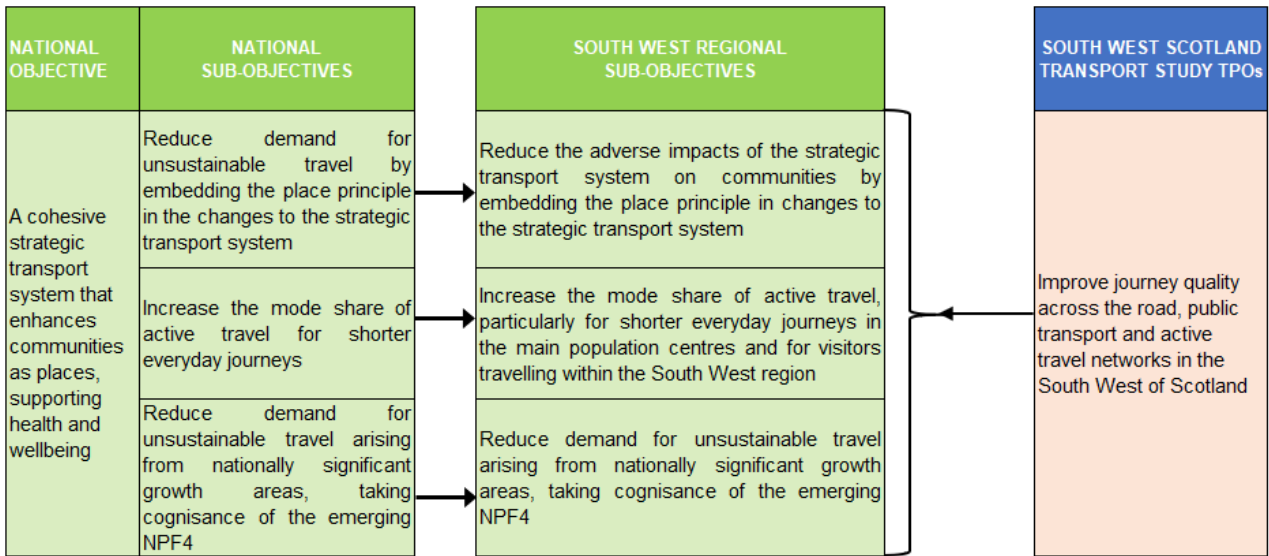 NATIONAL
OBJECTIVE
NATIONAL
SUB-OBJECTIVES
SOUTH WEST REGIONAL
SUB-OBJECTIVES
SOUTH WEST SCOTLAND
TRANSPORT STUDY TPOs
A cohesive
strategic
transport
system that
enhances
communities
as places,
supporting
health and
wellbeing
Reduce demand for
unsustainable travel by
embedding the place principle
in the changes to the strategic
transport system
Reduce the adverse impacts of the strategic
transport system on communities by
embedding the place principle in changes to
the strategic transport system
Increase the mode share of
active travel for shorter
everyday journeys
Increase the mode share of active travel,
particularly for shorter everyday journeys in
the main population centres and for visitors
travelling within the South West region
Reduce demand for
unsustainable travel arising
from nationally significant
growth areas, taking
cognisance of the emerging
NPF4
Reduce demand for unsustainable travel
arising from nationally significant growth
areas, taking cognisance of the emerging
NPF4
Improve journey quality
across the road, public
transport and active
travel networks in the
South West of Scotland